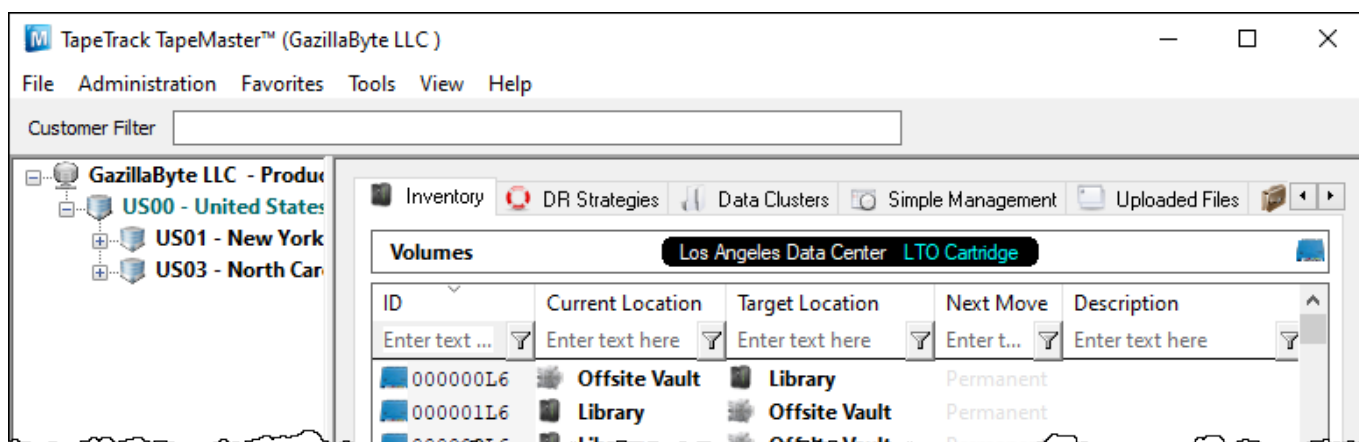 TapeTrack TapeMaster™ (GazillaByte LLC )
File Administration Favorites Tools View Help
Customer Filter
GazillaByte LLC - Produ
US00 - United States
US01 - New York
US03 - North Car
Inventory DR Strategies Data Clusters Simple Management Uploaded Files
Volumes Los Angeles Data Center LTO Cartridge
ID Current Location Target Location Next Move Description
Enter text ... Enter text here Enter text here Enter t... Enter text here
000000L6 Offsite Vault Library Permanent
000001L6 Library Offsite Vault Permanent